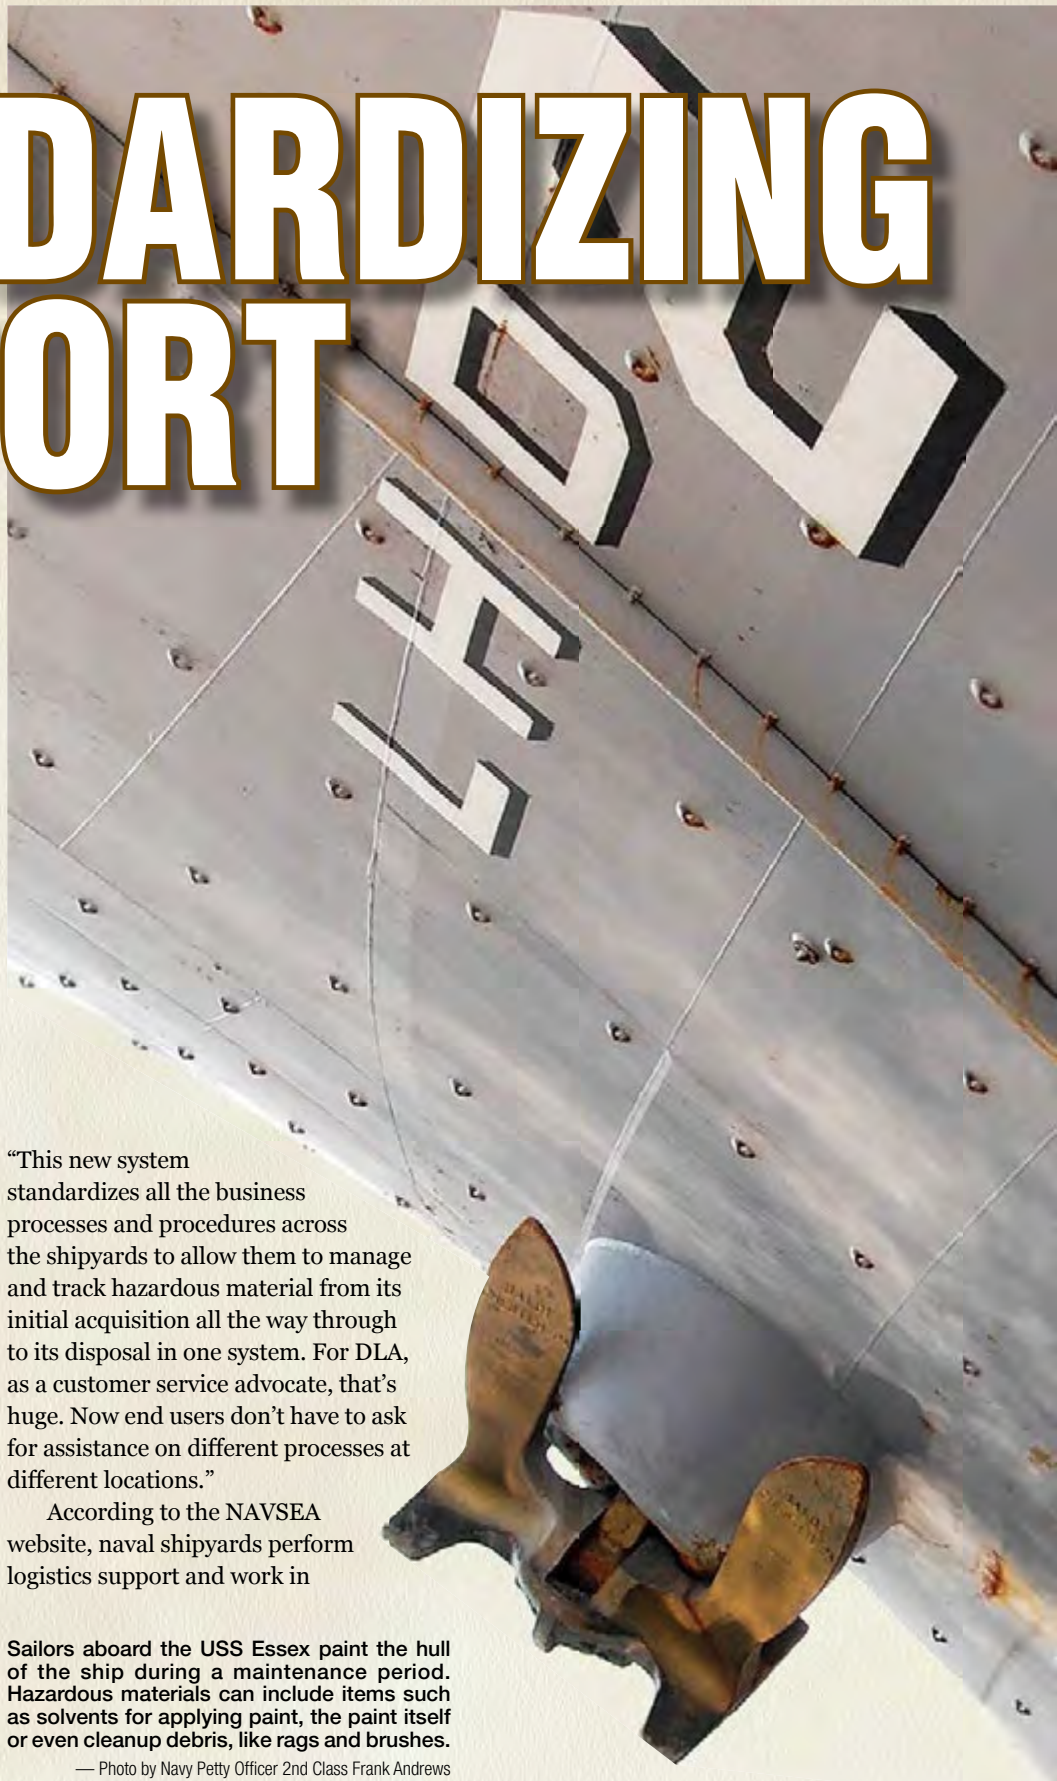 DARDIZING
ORT
LHD 2
“This new system
standardizes all the business
processes and procedures across
the shipyards to allow them to manage
and track hazardous material from its
initial acquisition all the way through
to its disposal in one system. For DLA,
as a customer service advocate, that’s
huge. Now end users don’t have to ask
for assistance on different processes at
different locations.”
According to the NAVSEA
website, naval shipyards perform
logistics support and work in
Sailors aboard the USS Essex paint the hull
of the ship during a maintenance period.
Hazardous materials can include items such
as solvents for applying paint, the paint itself
or even cleanup debris, like rags and brushes.
— Photo by Navy Petty Officer 2nd Class Frank Andrews